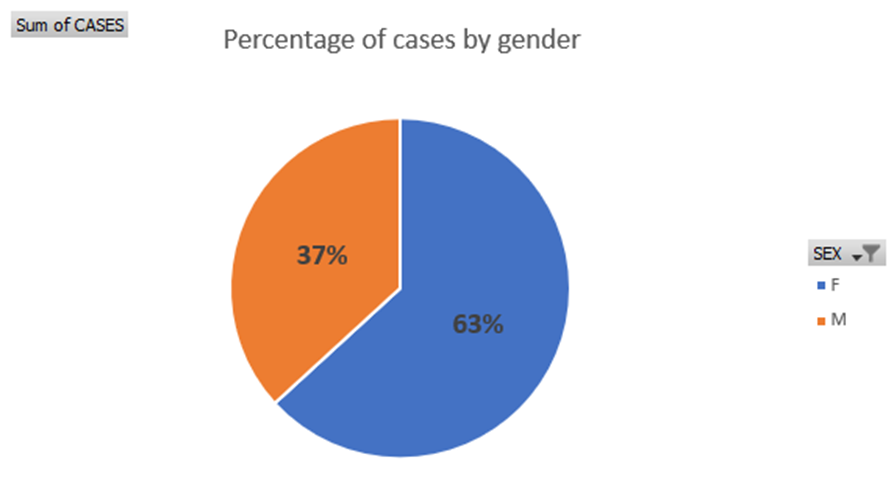 Sum of CASES
Percentage of cases by gender
37%
63%
SEX
F
M